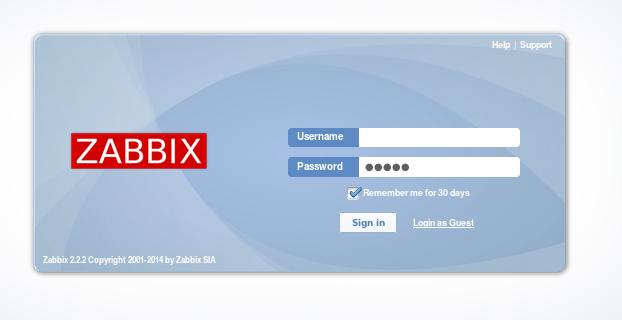 Help | Support
ZABBIX
Username
Password ●●●●●
Remember me for 30 days
Sign in Login as Guest
Zabbix 2.2.2 Copyright 2001-2014 by Zabbix SIA